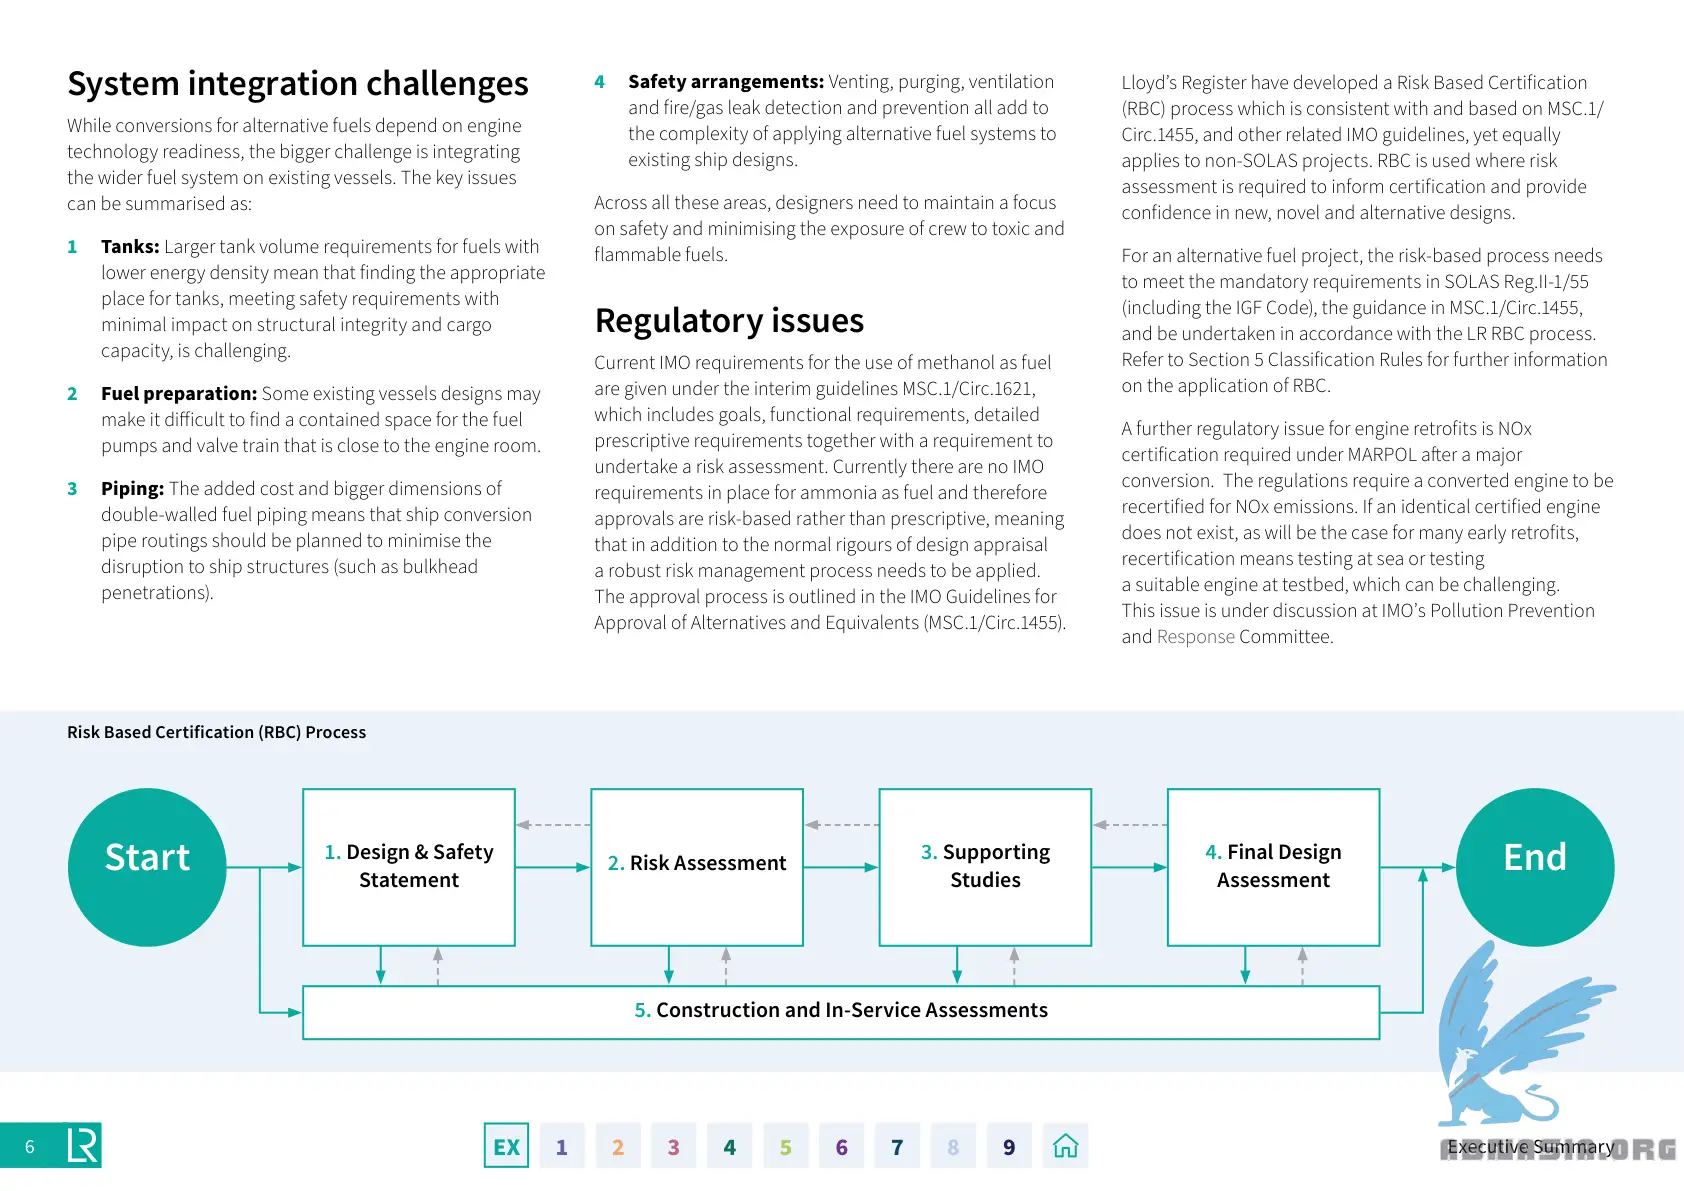 System integration challenges
While conversions for alternative fuels depend on engine
technology readiness, the bigger challenge is integrating
the wider fuel system on existing vessels. The key issues
can be summarised as:
1 Tanks: Larger tank volume requirements for fuels with
lower energy density mean that finding the appropriate
place for tanks, meeting safety requirements with
minimal impact on structural integrity and cargo
capacity, is challenging.
2 Fuel preparation: Some existing vessels designs may
make it difficult to find a contained space for the fuel
pumps and valve train that is close to the engine room.
3 Piping: The added cost and bigger dimensions of
double-walled fuel piping means that ship conversion
pipe routings should be planned to minimise the
disruption to ship structures (such as bulkhead
penetrations).
4 Safety arrangements: Venting, purging, ventilation
and fire/gas leak detection and prevention all add to
the complexity of applying alternative fuel systems to
existing ship designs.
Across all these areas, designers need to maintain a focus
on safety and minimising the exposure of crew to toxic and
flammable fuels.
Regulatory issues
Current IMO requirements for the use of methanol as fuel
are given under the interim guidelines MSC.1/Circ.1621,
which includes goals, functional requirements, detailed
prescriptive requirements together with a requirement to
undertake a risk assessment. Currently there are no IMO
requirements in place for ammonia as fuel and therefore
approvals are risk-based rather than prescriptive, meaning
that in addition to the normal rigours of design appraisal
a robust risk management process needs to be applied.
The approval process is outlined in the IMO Guidelines for
Approval of Alternatives and Equivalents (MSC.1/Circ.1455).
Lloyd's Register have developed a Risk Based Certification
(RBC) process which is consistent with and based on MSC.1/
Circ.1455, and other related IMO guidelines, yet equally
applies to non-SOLAS projects. RBC is used where risk
assessment is required to inform certification and provide
confidence in new, novel and alternative designs.
For an alternative fuel project, the risk-based process needs
to meet the mandatory requirements in SOLAS Reg.II-1/55
(including the IGF Code), the guidance in MSC.1/Circ.1455,
and be undertaken in accordance with the LR RBC process.
Refer to Section 5 Classification Rules for further information
on the application of RBC.
A further regulatory issue for engine retrofits is NOx
certification required under MARPOL after a major
conversion. The regulations require a converted engine to be
recertified for NOx emissions. If an identical certified engine
does not exist, as will be the case for many early retrofits,
recertification means testing at sea or testing
a suitable engine at testbed, which can be challenging.
This issue is under discussion at IMO's Pollution Prevention
and Response Committee.
Risk Based Certification (RBC) Process
Start
1. Design & Safety
Statement
2. Risk Assessment
3. Supporting
Studies
4. Final Design
Assessment
End
5. Construction and In-Service Assessments
6 LR
EX 1 2 3 4 5 6 7 8 9
Executive Summary
ABNASIA.ORG